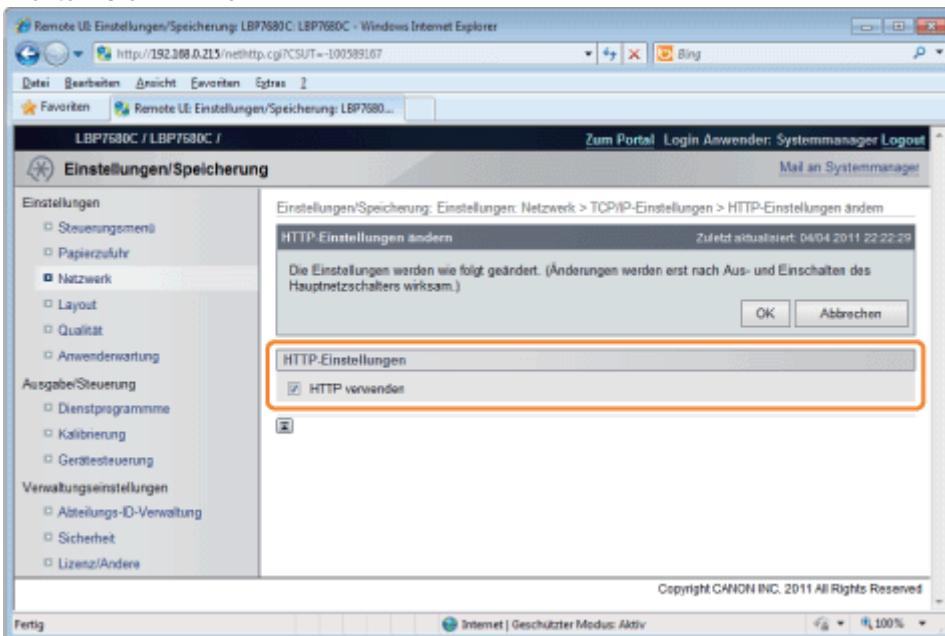 Remote UI: Einstellungen/Speicherung: LBP7680C: LBP7680C - Windows Internet Explorer
http://192.168.0.215/nethttp.cgi?CSUT=-100589167
Bing
Datei Bearbeiten Ansicht Favoriten Extras ?
Favoriten Remote UI: Einstellungen/Speicherung: LBP7680...
LBP7680C / LBP7680C / Zum Portal Login Anwender: Systemmanager Logout
Einstellungen/Speicherung Mail an Systemmanager
Einstellungen
Steuerungsmenü
Papierzufuhr
Netzwerk
Layout
Qualität
Anwenderwartung
Ausgabe/Steuerung
Dienstprogramme
Kalibrierung
Gerätesteuerung
Verwaltungseinstellungen
Abteilungs-ID-Verwaltung
Sicherheit
Lizenz/Andere
Einstellungen/Speicherung: Einstellungen: Netzwerk > TCP/IP-Einstellungen > HTTP-Einstellungen ändern
HTTP-Einstellungen ändern Zuletzt aktualisiert: 04/04 2011 22:22:29
Die Einstellungen werden wie folgt geändert. (Änderungen werden erst nach Aus- und Einschalten des
Hauptnetzschalters wirksam.)
OK Abbrechen
HTTP-Einstellungen
HTTP verwenden
Copyright CANON INC. 2011 All Rights Reserved
Fertig Internet | Geschützter Modus: Aktiv 100%